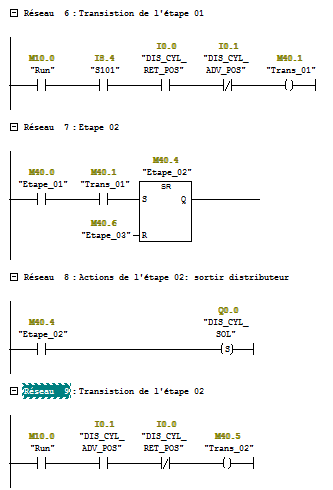 Réseau 6 : Transistion de l'étape 01
M10.0 I8.4 I0.0 I0.1 M40.1
"Run" "S101" "DIS_CYL_ "DIS_CYL_ "Trans_01"
RET_POS" ADV_POS"
Réseau 7 : Etape 02
M40.4
M40.0 M40.1 "Etape_02"
"Etape_01" "Trans_01" SR
S Q
M40.6
"Etape_03" R
Réseau 8 : Actions de l'étape 02: sortir distributeur
Q0.0
M40.4 "DIS_CYL_
"Etape_02" SOL"
(S)
Réseau 9 : Transistion de l'étape 02
M10.0 I0.1 I0.0 M40.5
"Run" "DIS_CYL_ "DIS_CYL_ "Trans_02"
ADV_POS" RET_POS"